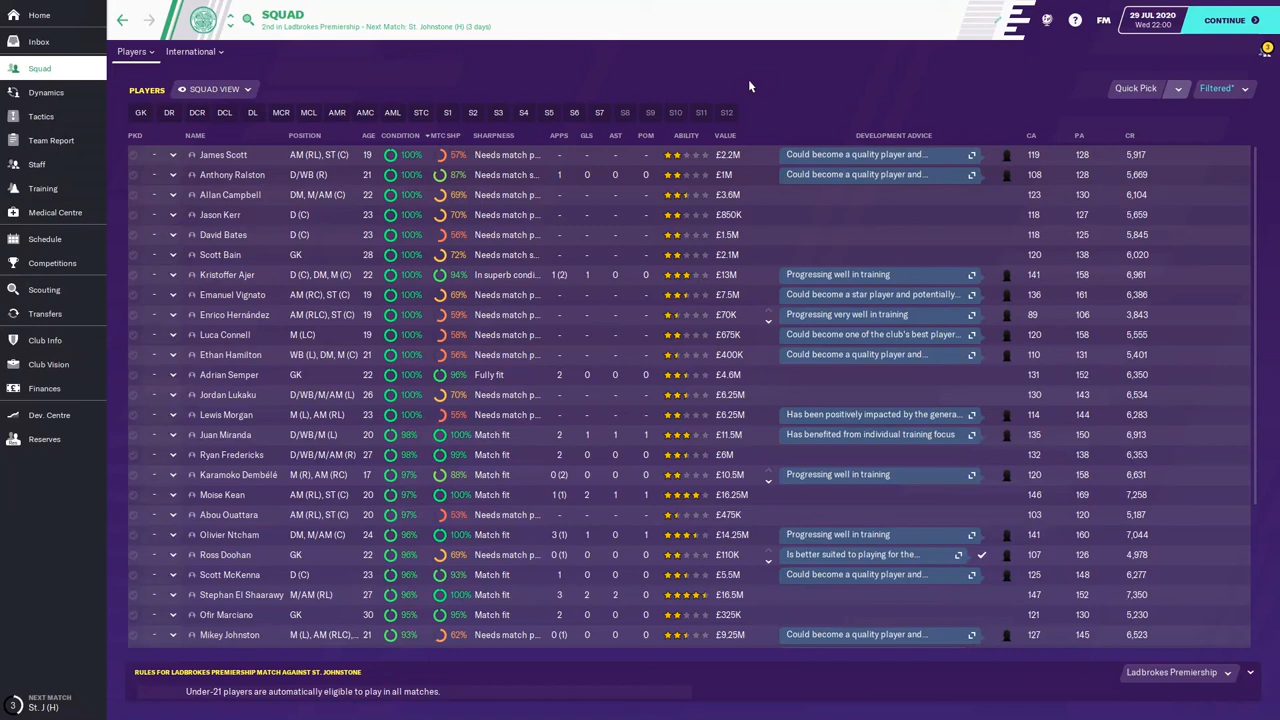 Home
Inbox
Squad
Dynamics
Tactics
Team Report
Staff
Training
Medical Centre
Schedule
Competitions
Scouting
Transfers
Club Info
Club Vision
Finances
Dev. Centre
Reserves
3 NEXT MATCH
St. J (H)
SQUAD
2nd in Ladbrokes Premiership - Next Match: St. Johnstone (H) (3 days)
? FM 29 JUL 2020 CONTINUE
Wed 22:00
Players International
3
PLAYERS SQUAD VIEW Quick Pick Filtered*
GK DR DCR DCL DL MCR MCL AMR AMC AML STC S1 S2 S3 S4 S5 S6 S7 S8 S9 S10 S11 S12
PKD NAME POSITION AGE CONDITION MTC SHP SHARPNESS APPS GLS AST POM ABILITY VALUE DEVELOPMENT ADVICE CA PA CR
- James Scott AM (RL), ST (C) 19 100% 57% Needs match p... - - - - £2.2M Could become a quality player and... 119 128 5,917
- Anthony Ralston D/WB (R) 21 100% 87% Needs match s... 1 0 0 0 £1M Could become a quality player and... 108 128 5,669
- Allan Campbell DM, M/AM (C) 22 100% 69% Needs match p... - - - - £3.6M 123 130 6,104
- Jason Kerr D (C) 23 100% 70% Needs match p... - - - - £850K 118 127 5,659
- David Bates D (C) 23 100% 56% Needs match p... - - - - £1.5M 118 125 5,845
- Scott Bain GK 28 100% 72% Needs match s... - - - - £2.1M 120 138 6,020
- Kristoffer Ajer D (C), DM, M (C) 22 100% 94% In superb condi... 1 (2) 1 0 0 £13M Progressing well in training 141 158 6,961
- Emanuel Vignato AM (RC), ST (C) 19 100% 69% Needs match p... - - - - £7.5M Could become a star player and potentially... 136 161 6,386
- Enrico Hernández AM (RLC), ST (C) 19 100% 59% Needs match p... - - - - £70K Progressing very well in training 89 106 3,843
- Luca Connell M (LC) 19 100% 58% Needs match p... - - - - £675K Could become one of the club's best player... 120 158 5,555
- Ethan Hamilton WB (L), DM, M (C) 21 100% 56% Needs match p... - - - - £400K Could become a quality player and... 110 131 5,401
- Adrian Semper GK 22 100% 96% Fully fit 2 0 0 0 £4.6M 131 152 6,350
- Jordan Lukaku D/WB/M/AM (L) 26 100% 70% Needs match p... - - - - £6.25M 130 143 6,534
- Lewis Morgan M (L), AM (RL) 23 100% 55% Needs match p... - - - - £6.25M Has been positively impacted by the genera... 114 144 6,283
- Juan Miranda D/WB/M (L) 20 98% 100% Match fit 2 1 1 1 £11.5M Has benefited from individual training focus 135 150 6,913
- Ryan Fredericks D/WB/M/AM (R) 27 98% 99% Match fit 2 0 0 0 £6M 132 138 6,353
- Karamoko Dembélé M (R), AM (RC) 17 97% 88% Match fit 0 (2) 0 0 0 £10.5M Progressing well in training 120 158 6,631
- Moise Kean AM (RL), ST (C) 20 97% 100% Match fit 1 (1) 2 1 1 £16.25M 146 169 7,258
- Abou Ouattara AM (RL), ST (C) 20 97% 53% Needs match p... - - - - £475K 103 120 5,187
- Olivier Ntcham DM, M/AM (C) 24 96% 100% Match fit 3 (1) 1 0 0 £14.25M Progressing well in training 141 160 7,044
- Ross Doohan GK 22 96% 69% Needs match p... 0 (1) 0 0 0 £110K Is better suited to playing for the... 107 126 4,978
- Scott McKenna D (C) 23 96% 93% Match fit 1 0 0 0 £5.5M Could become a quality player and... 125 148 6,277
- Stephan El Shaarawy M/AM (RL) 27 96% 100% Match fit 3 2 2 0 £16.5M 147 152 7,350
- Ofir Marciano GK 30 95% 95% Match fit 2 0 0 0 £325K 121 130 5,230
- Mikey Johnston M (L), AM (RLC),... 21 93% 62% Needs match p... 0 (1) 0 0 0 £9.25M Could become a quality player and... 127 145 6,523
RULES FOR LADBROKES PREMIERSHIP MATCH AGAINST ST. JOHNSTONE Ladbrokes Premiership
Under-21 players are automatically eligible to play in all matches.